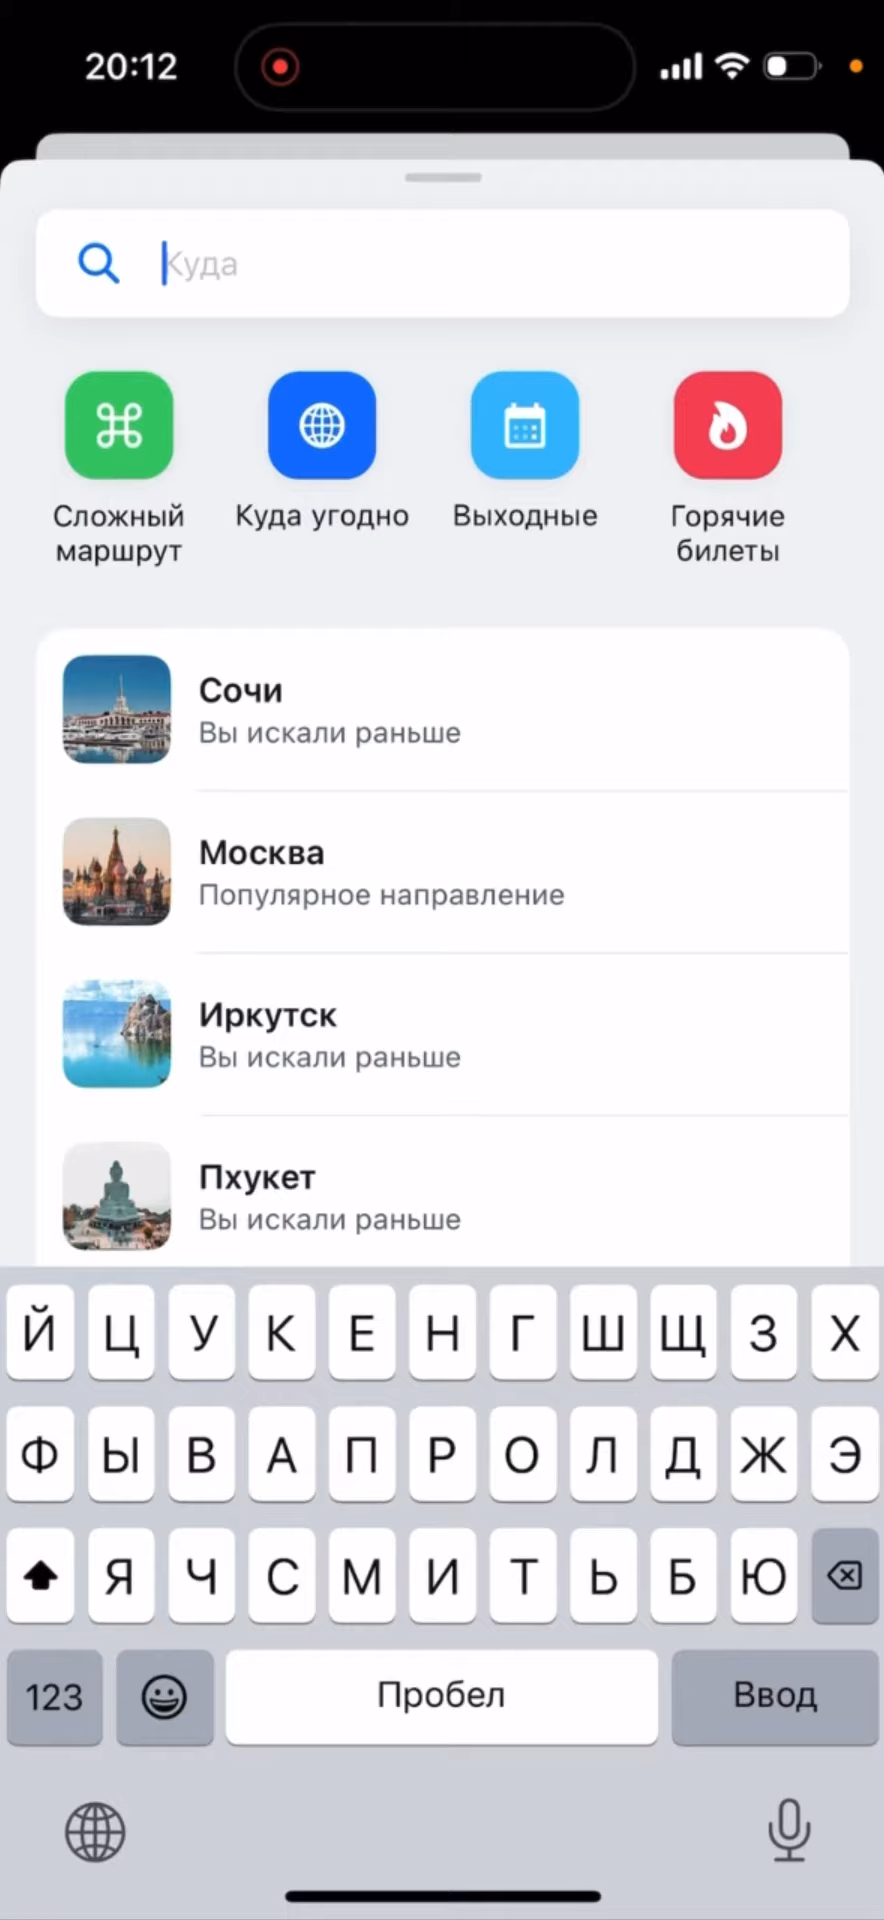 20:12
Куда
Сложный
маршрут
Куда угодно
Выходные
Горячие
билеты
Сочи
Вы искали раньше
Москва
Популярное направление
Иркутск
Вы искали раньше
Пхукет
Вы искали раньше
Й Ц У К Е Н Г Ш Щ З Х
Ф Ы В А П Р О Л Д Ж Э
Я Ч С М И Т Ь Б Ю
123 Пробел Ввод